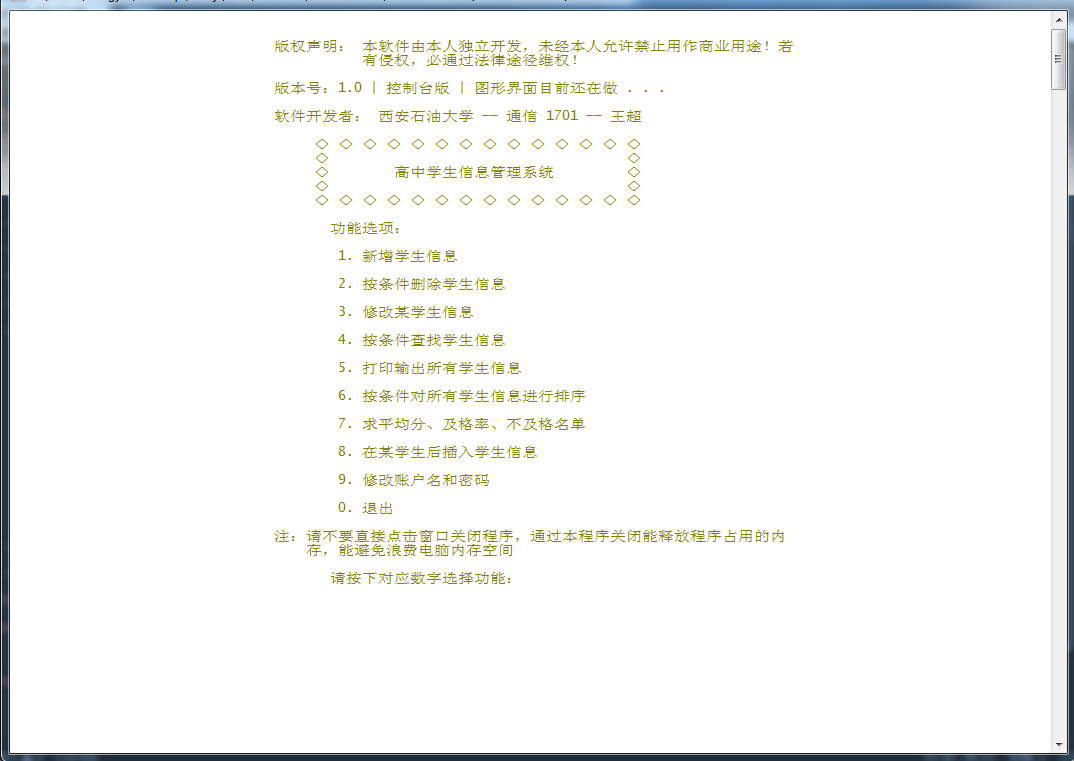 版权声明： 本软件由本人独立开发，未经本人允许禁止用作商业用途！若
有侵权，必通过法律途径维权！
版本号：1.0 | 控制台版 | 图形界面目前还在做 . . .
软件开发者： 西安石油大学 -- 通信 1701 -- 王超
◇ ◇ ◇ ◇ ◇ ◇ ◇ ◇ ◇ ◇ ◇ ◇ ◇ ◇
◇ ◇
◇ 高中学生信息管理系统 ◇
◇ ◇
◇ ◇ ◇ ◇ ◇ ◇ ◇ ◇ ◇ ◇ ◇ ◇ ◇ ◇
功能选项：
1. 新增学生信息
2. 按条件删除学生信息
3. 修改某学生信息
4. 按条件查找学生信息
5. 打印输出所有学生信息
6. 按条件对所有学生信息进行排序
7. 求平均分、及格率、不及格名单
8. 在某学生后插入学生信息
9. 修改账户名和密码
0. 退出
注：请不要直接点击窗口关闭程序，通过本程序关闭能释放程序占用的内
存，能避免浪费电脑内存空间
请按下对应数字选择功能：